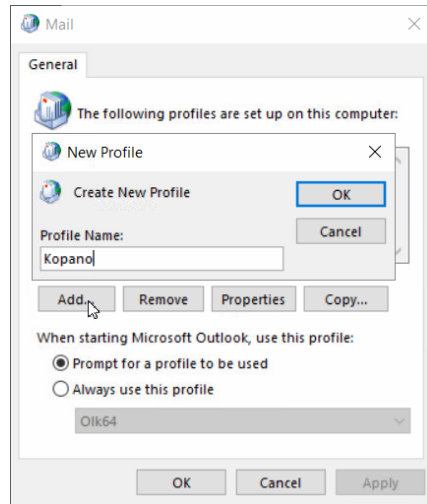 Mail
General
The following profiles are set up on this computer:
New Profile
Create New Profile
OK
Cancel
Profile Name:
Kopano
Add... Remove Properties Copy...
When starting Microsoft Outlook, use this profile:
Prompt for a profile to be used
Always use this profile
Olk64
OK Cancel Apply